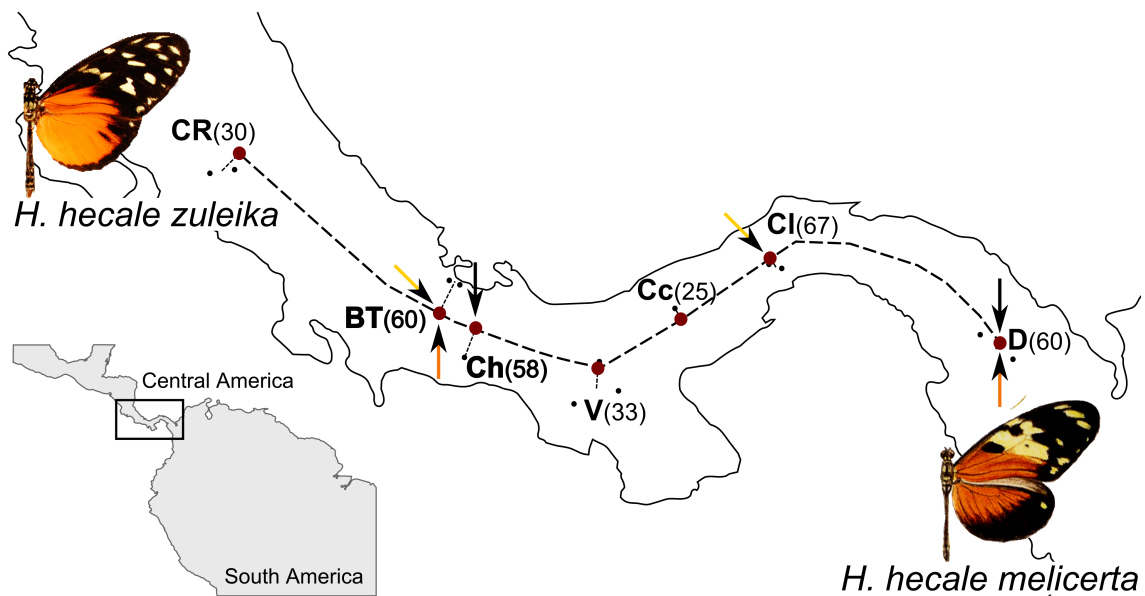 CR(30)
H. hecale zuleika
Cl(67)
Cc(25)
BT(60)
D(60)
Ch(58)
Central America
V(33)
South America
H. hecale melicerta